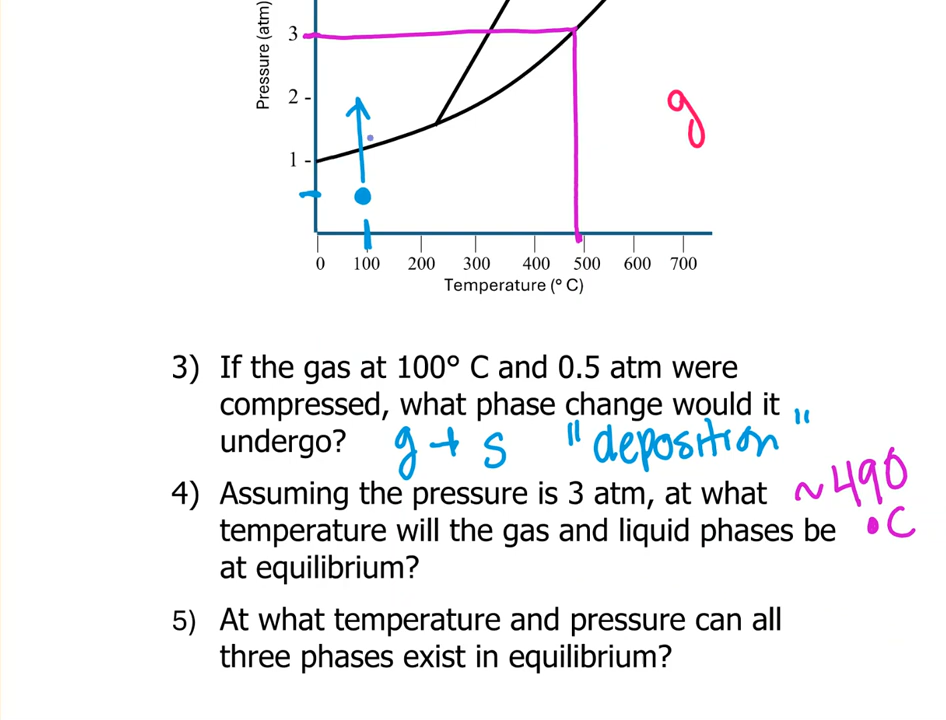 Pressure (atm)
3
2 -
1 -
g
0 100 200 300 400 500 600 700
Temperature (° C)
3) If the gas at 100° C and 0.5 atm were
compressed, what phase change would it
undergo? g → s "deposition"
4) Assuming the pressure is 3 atm, at what ~490
temperature will the gas and liquid phases be °C
at equilibrium?
5) At what temperature and pressure can all
three phases exist in equilibrium?